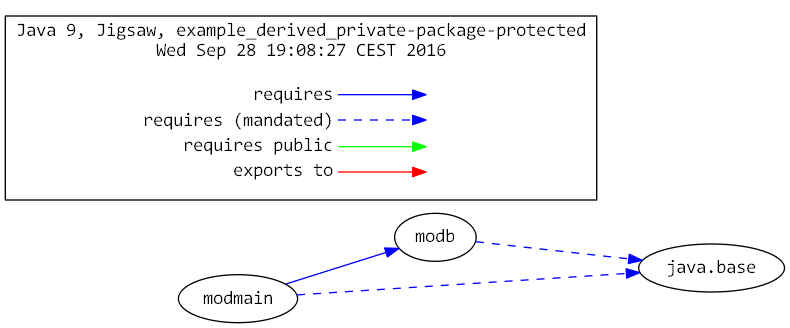 Java 9, Jigsaw, example_derived_private-package-protected
Wed Sep 28 19:08:27 CEST 2016
requires
requires (mandated)
requires public
exports to
modb
java.base
modmain